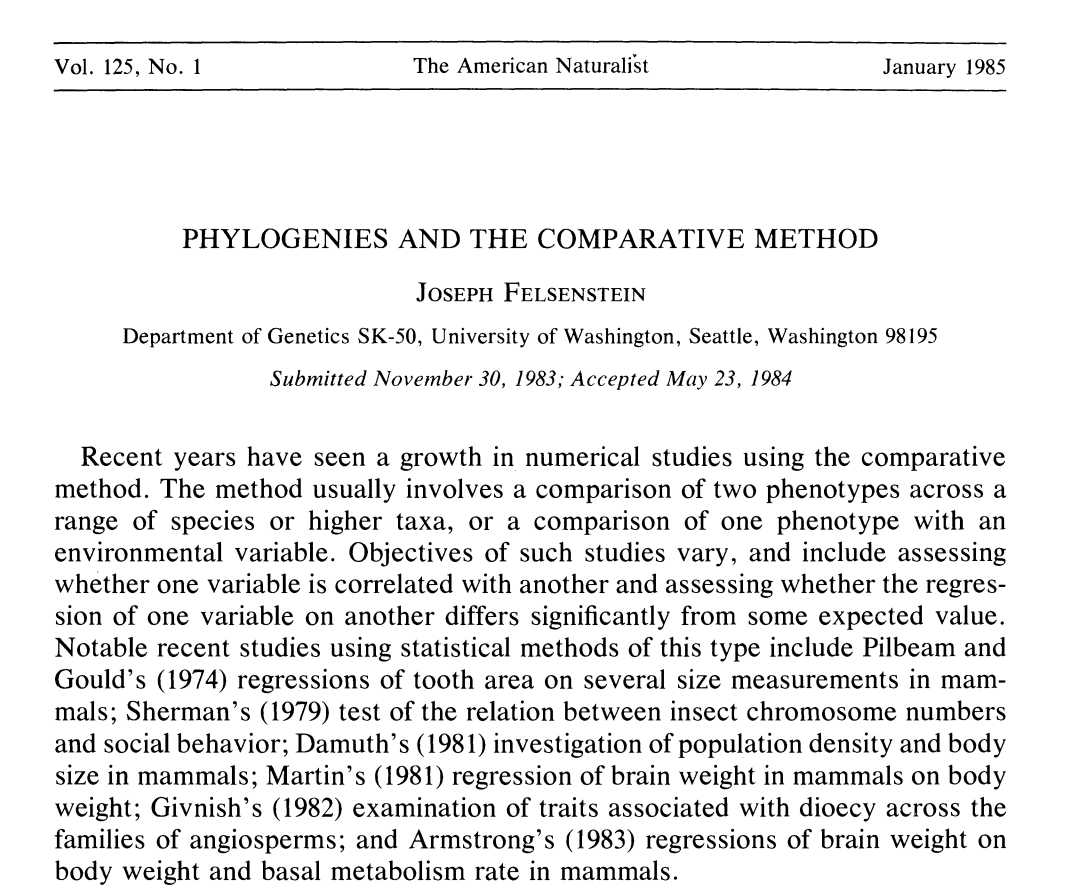 Vol. 125, No. 1 The American Naturalist January 1985
PHYLOGENIES AND THE COMPARATIVE METHOD
JOSEPH FELSENSTEIN
Department of Genetics SK-50, University of Washington, Seattle, Washington 98195
Submitted November 30, 1983; Accepted May 23, 1984
Recent years have seen a growth in numerical studies using the comparative
method. The method usually involves a comparison of two phenotypes across a
range of species or higher taxa, or a comparison of one phenotype with an
environmental variable. Objectives of such studies vary, and include assessing
whether one variable is correlated with another and assessing whether the regres-
sion of one variable on another differs significantly from some expected value.
Notable recent studies using statistical methods of this type include Pilbeam and
Gould's (1974) regressions of tooth area on several size measurements in mam-
mals; Sherman's (1979) test of the relation between insect chromosome numbers
and social behavior; Damuth's (1981) investigation of population density and body
size in mammals; Martin's (1981) regression of brain weight in mammals on body
weight; Givnish's (1982) examination of traits associated with dioecy across the
families of angiosperms; and Armstrong's (1983) regressions of brain weight on
body weight and basal metabolism rate in mammals.